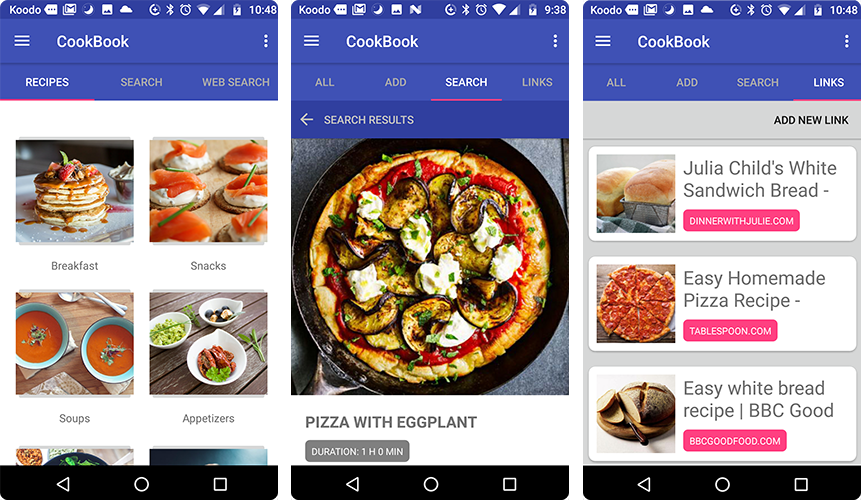 Koodo 10:48
CookBook
RECIPES SEARCH WEB SEARCH
Breakfast Snacks
Soups Appetizers
Koodo 9:38
CookBook
ALL ADD SEARCH LINKS
SEARCH RESULTS
PIZZA WITH EGGPLANT
DURATION: 1 H 0 MIN
Koodo 10:48
CookBook
ALL ADD SEARCH LINKS
ADD NEW LINK
Julia Child's White
Sandwich Bread -
DINNERWITHJULIE.COM
Easy Homemade
Pizza Recipe -
TABLESPOON.COM
Easy white bread
recipe | BBC Good
BBCGOODFOOD.COM